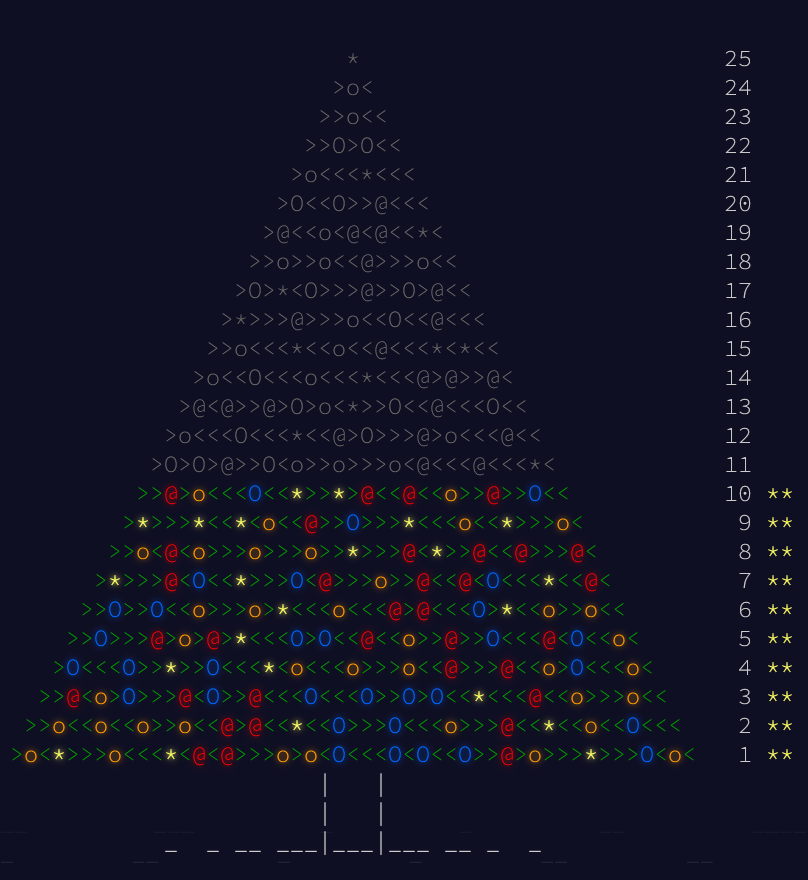 * 25
>o< 24
>>o<< 23
>>O>O<< 22
>o<<<*<<< 21
>O<<O>>@<<< 20
>@<<o<@<@<<*< 19
>>o>>o<<@>>>o<< 18
>O>*<O>>>@>>O>@<< 17
>*>>>@>>>o<<O<<@<<< 16
>>o<<<*<<o<<@<<<*<*<< 15
>o<<O<<<o<<<*<<<@>@>>@< 14
>@<@>>@>O>o<*>>O<<@<<<O<< 13
>o<<<O<<<*<<@>O>>>@>o<<<@<< 12
>O>O>@>>O<o>>o>>>o<@<<<@<<<*< 11
>>@>o<<<O<<*>>*>@<<@<<o>>@>>O<< 10 **
>*>>>*<<*<o<<@>>O>>>*<<<o<<*>>>o< 9 **
>>o<@<o>>>o>>>o>>*>>>@<*>>@<<@>>>@< 8 **
>*>>>@<O<<*>>>O>@>>>o<<@<<@<O<<<*<<@< 7 **
>>O>>O<<o>>>o>*<<<o<<<@<@<<<O>*<<o>>o<< 6 **
>>O>>>@>o>@>*<<<O>O<<@<<o>>@>>O<<<@<O<<o< 5 **
>O<<<O>>*>>O<<<*<o<<<o>>>o<<@>>>@<<o>O<<<o< 4 **
>>@<o>O>>>@<O>>@<<<O<<<O>>O<O<<*<<<@<<o>>>o<< 3 **
>>o<<o<<o>>o<<@<@<<*<<O>>>O<<<o>>>@<<*<<o<<O<<< 2 **
>o<*>>>o<<<*<@<@>>>o<o<O<<<O<O<<O>>@>o>>>*>>>O<o< 1 **
| |
| |
_ _ __ ___|___|___ __ _ _